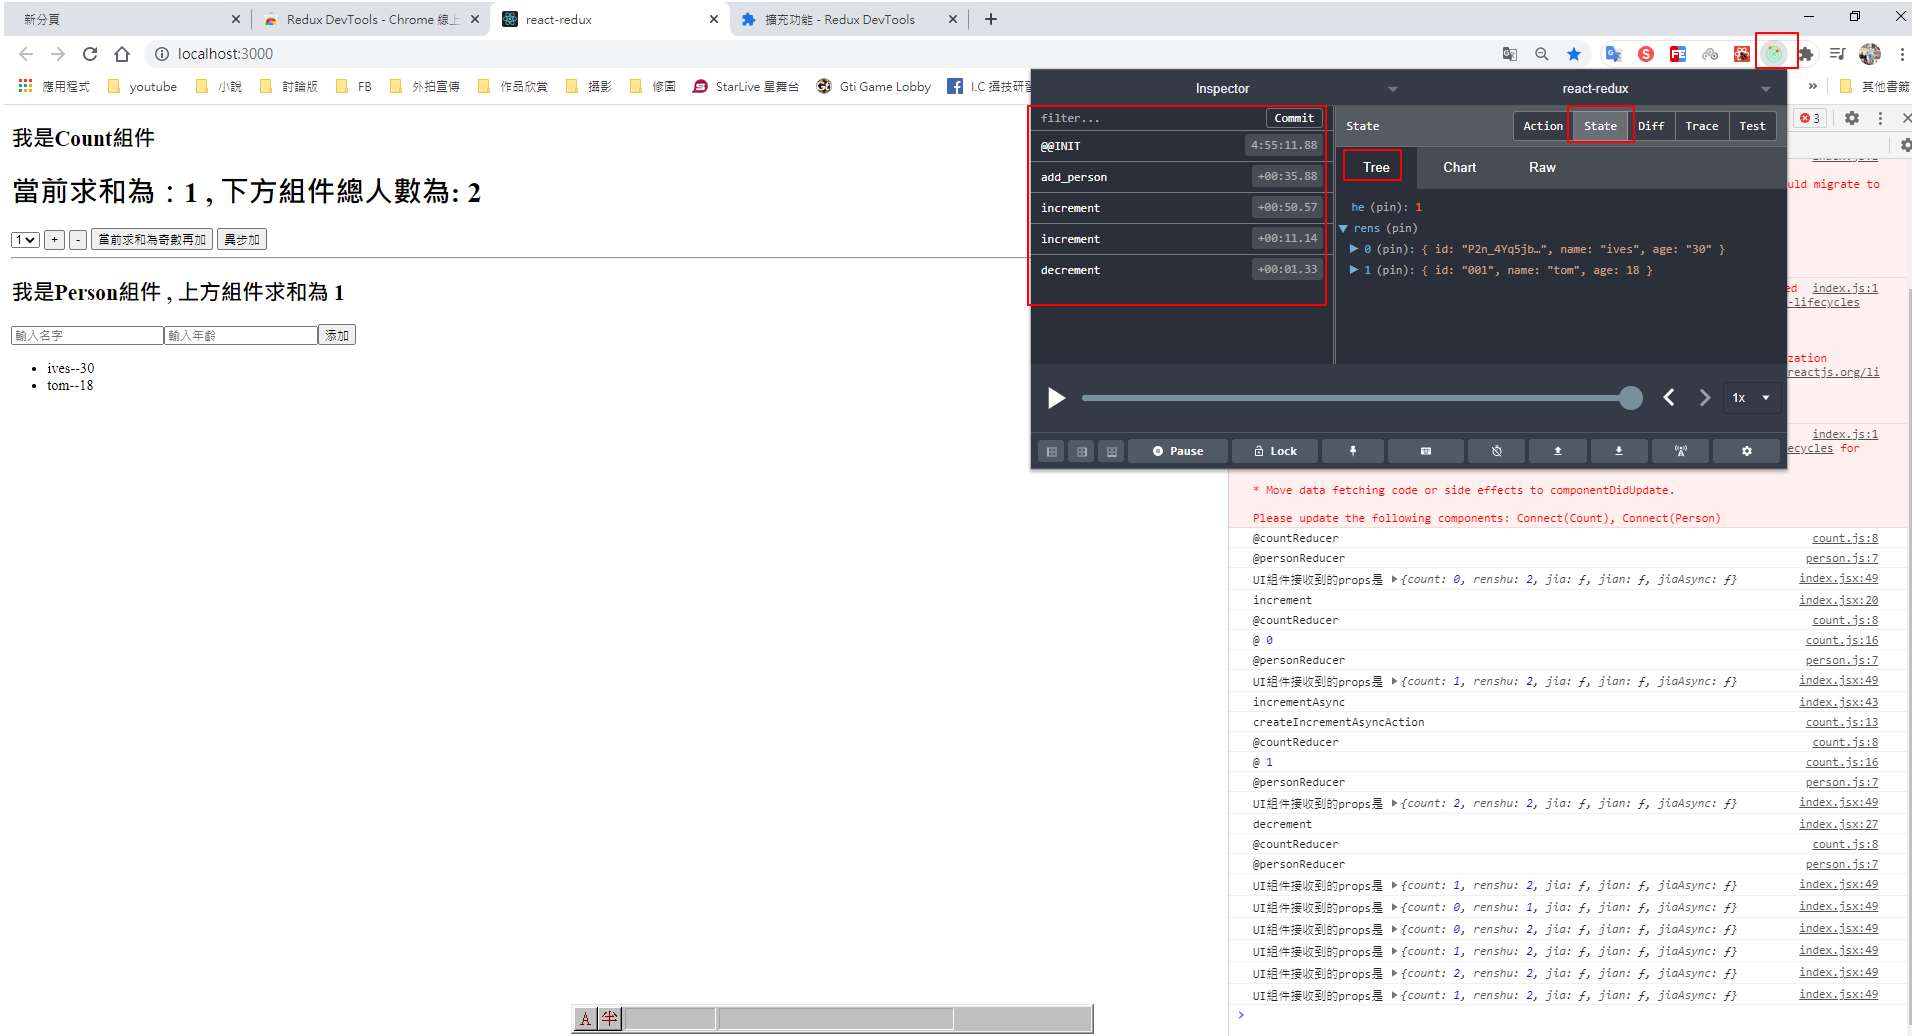 新分頁
Redux DevTools - Chrome 線上
react-redux
擴充功能 - Redux DevTools
localhost:3000
應用程式 youtube 小說 討論版 FB 外拍宣傳 作品欣賞 攝影 修圖 StarLive 星舞台 Gti Game Lobby I.C 攝技研習 » 其他書籤
我是Count組件
當前求和為：1 , 下方組件總人數為: 2
1 + - 當前求和為奇數再加 異步加
我是Person組件 , 上方組件求和為 1
輸入名字 輸入年齡 添加
ives--30
tom--18
Inspector react-redux
filter... Commit
@@INIT 4:55:11.88
add_person +00:35.88
increment +00:50.57
increment +00:11.14
decrement +00:01.33
State Action State Diff Trace Test
Tree Chart Raw
he (pin): 1
rens (pin)
0 (pin): { id: "P2n_4Yq5jb…", name: "ives", age: "30" }
1 (pin): { id: "001", name: "tom", age: 18 }
1x
Pause Lock
3
uld migrate to
ed index.js:1
-lifecycles
zation
reactjs.org/li
index.js:1
ecycles for
* Move data fetching code or side effects to componentDidUpdate.
Please update the following components: Connect(Count), Connect(Person)
@countReducer count.js:8
@personReducer person.js:7
UI組件接收到的props是 {count: 0, renshu: 2, jia: ƒ, jian: ƒ, jiaAsync: ƒ} index.jsx:49
increment index.jsx:20
@countReducer count.js:8
@ 0 count.js:16
@personReducer person.js:7
UI組件接收到的props是 {count: 1, renshu: 2, jia: ƒ, jian: ƒ, jiaAsync: ƒ} index.jsx:49
incrementAsync index.jsx:43
createIncrementAsyncAction count.js:13
@countReducer count.js:8
@ 1 count.js:16
@personReducer person.js:7
UI組件接收到的props是 {count: 2, renshu: 2, jia: ƒ, jian: ƒ, jiaAsync: ƒ} index.jsx:49
decrement index.jsx:27
@countReducer count.js:8
@personReducer person.js:7
UI組件接收到的props是 {count: 1, renshu: 2, jia: ƒ, jian: ƒ, jiaAsync: ƒ} index.jsx:49
UI組件接收到的props是 {count: 0, renshu: 1, jia: ƒ, jian: ƒ, jiaAsync: ƒ} index.jsx:49
UI組件接收到的props是 {count: 0, renshu: 2, jia: ƒ, jian: ƒ, jiaAsync: ƒ} index.jsx:49
UI組件接收到的props是 {count: 1, renshu: 2, jia: ƒ, jian: ƒ, jiaAsync: ƒ} index.jsx:49
UI組件接收到的props是 {count: 2, renshu: 2, jia: ƒ, jian: ƒ, jiaAsync: ƒ} index.jsx:49
UI組件接收到的props是 {count: 1, renshu: 2, jia: ƒ, jian: ƒ, jiaAsync: ƒ} index.jsx:49
A 半